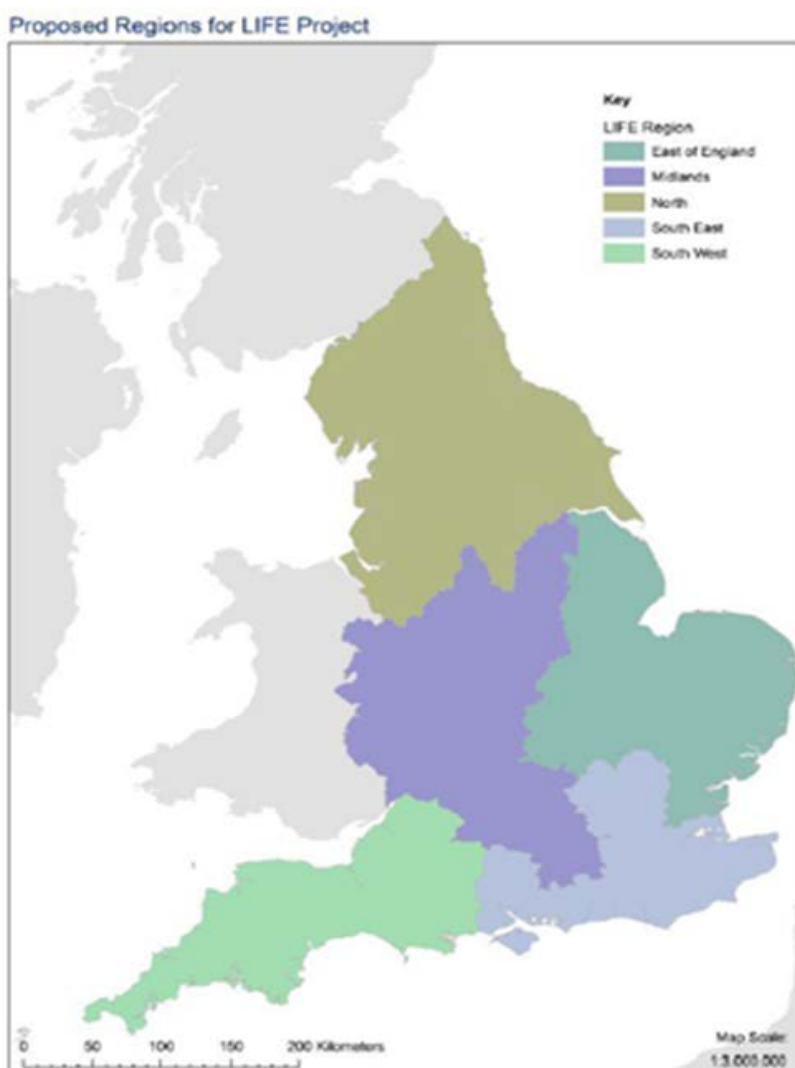 Proposed Regions for LIFE Project
Key
LIFE Region
East of England
Midlands
North
South East
South West
0 50 100 150 200 Kilometers
Map Scale:
1:3,000,000